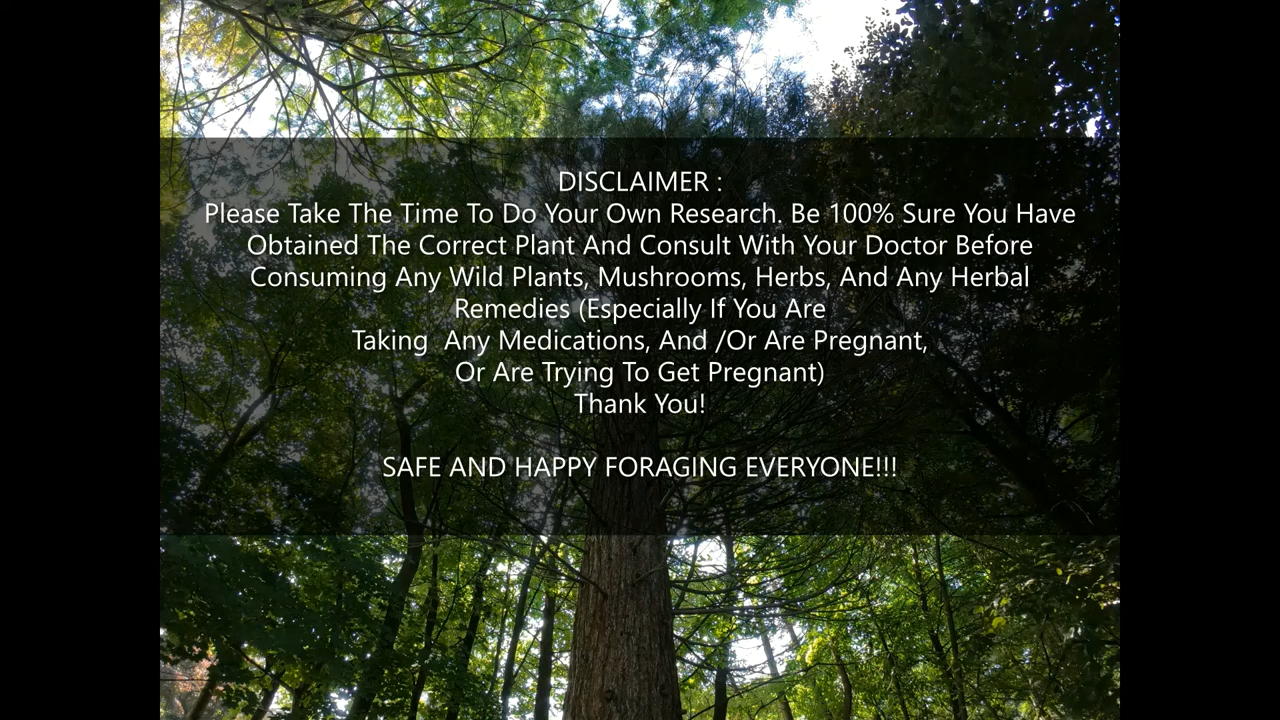 DISCLAIMER :
Please Take The Time To Do Your Own Research. Be 100% Sure You Have
Obtained The Correct Plant And Consult With Your Doctor Before
Consuming Any Wild Plants, Mushrooms, Herbs, And Any Herbal
Remedies (Especially If You Are
Taking  Any Medications, And /Or Are Pregnant,
Or Are Trying To Get Pregnant)
Thank You!
SAFE AND HAPPY FORAGING EVERYONE!!!